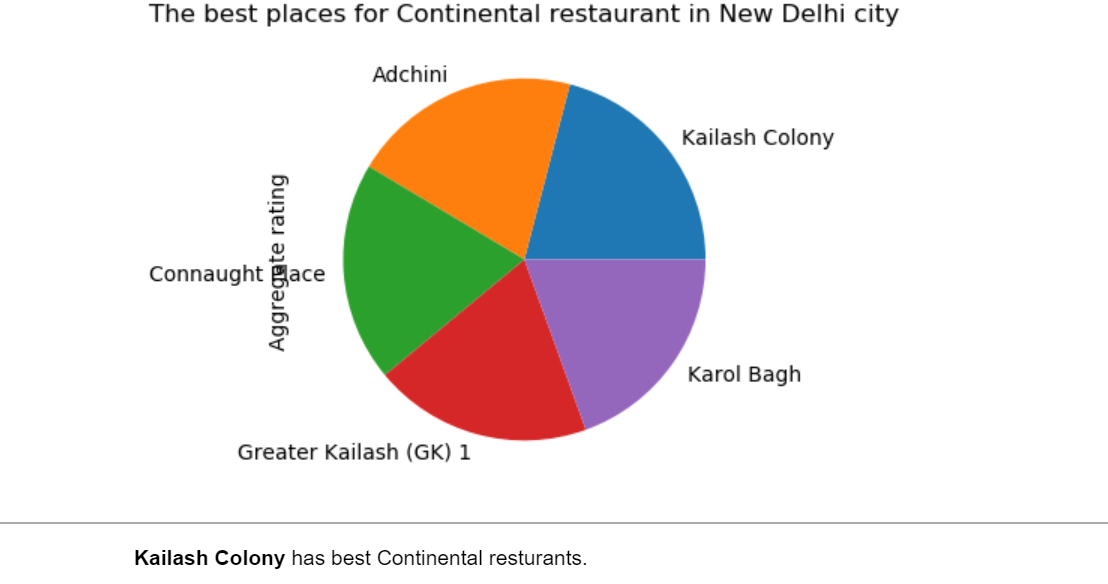 The best places for Continental restaurant in New Delhi city
Adchini
Kailash Colony
Aggregate rating
Connaught Place
Karol Bagh
Greater Kailash (GK) 1
Kailash Colony has best Continental resturants.